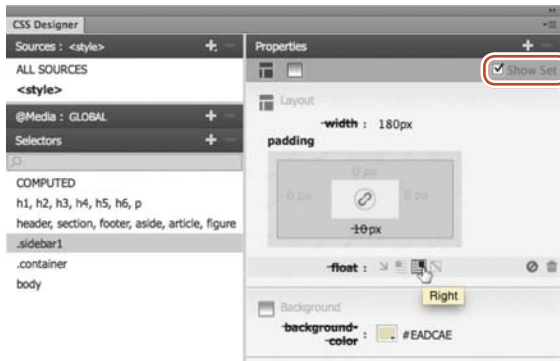 CSS Designer
Sources : <style>
ALL SOURCES
<style>
@Media : GLOBAL
Selectors
COMPUTED
h1, h2, h3, h4, h5, h6, p
header, section, footer, aside, article, figure
.sidebar1
.container
body
Properties
Show Set
Layout
width : 180px
padding
0 px
0 px
0 px
10px
float :
Right
Background
background-
color : #EADCAE